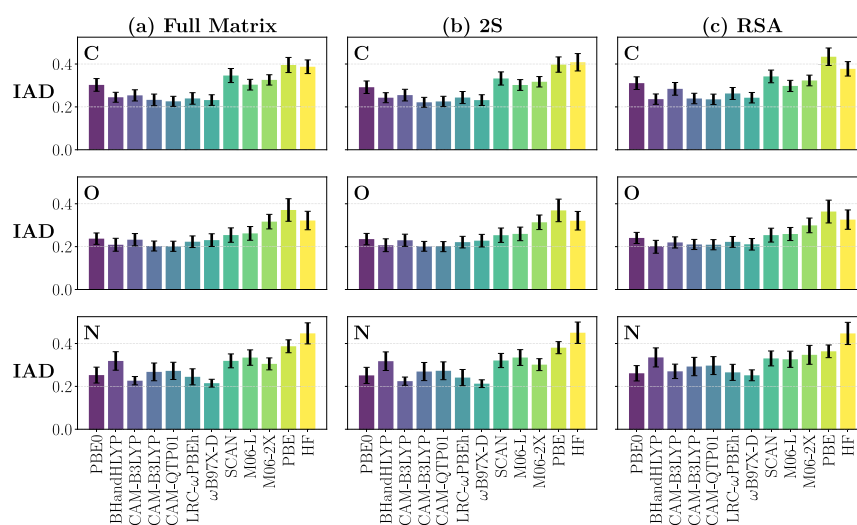 (a) Full Matrix
(b) 2S
(c) RSA
IAD
0.4
0.2
0.0
C
C
C
IAD
0.4
0.2
0.0
O
O
O
IAD
0.4
0.2
0.0
N
N
N
PBE0
BHandHLYP
CAM-B3LYP
CAM-B3LYP
CAM-QTP01
LRC-ωPBEh
ωB97X-D
SCAN
M06-L
M06-2X
PBE
HF
PBE0
BHandHLYP
CAM-B3LYP
CAM-B3LYP
CAM-QTP01
LRC-ωPBEh
ωB97X-D
SCAN
M06-L
M06-2X
PBE
HF
PBE0
BHandHLYP
CAM-B3LYP
CAM-B3LYP
CAM-QTP01
LRC-ωPBEh
ωB97X-D
SCAN
M06-L
M06-2X
PBE
HF